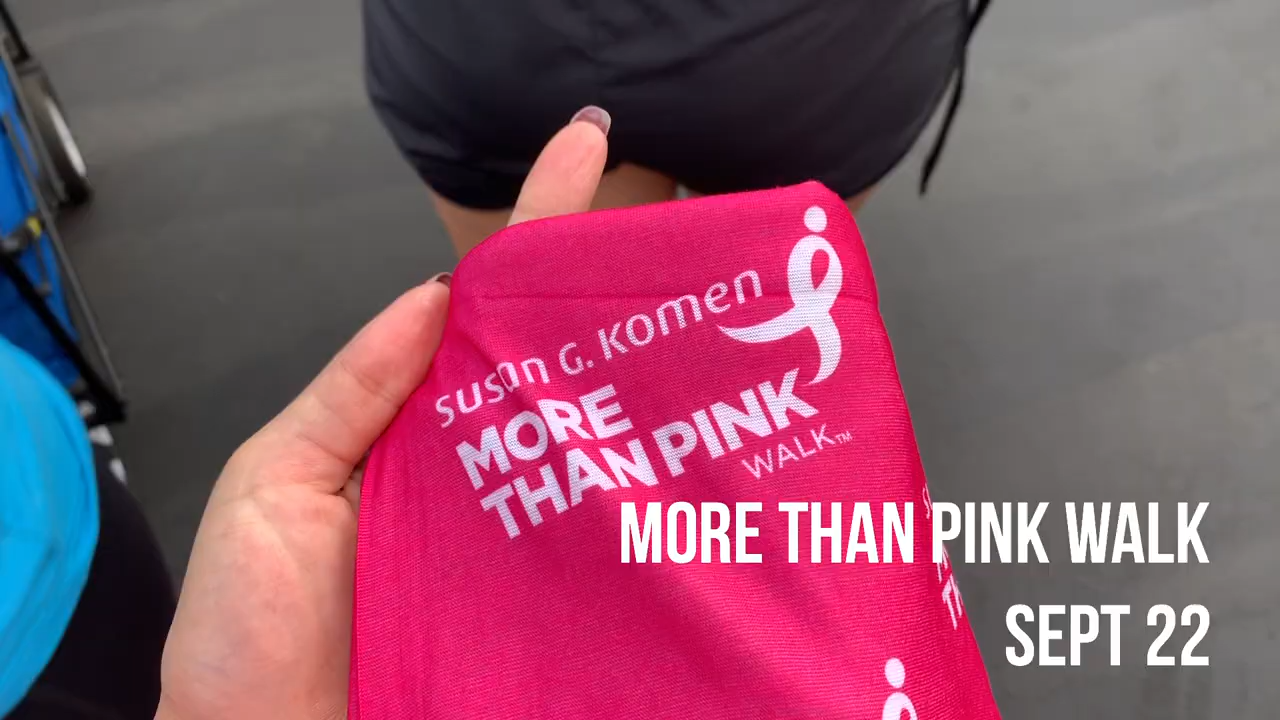 susan G. komen
MORE
THAN PINK
WALK™
MORE THAN PINK WALK
SEPT 22